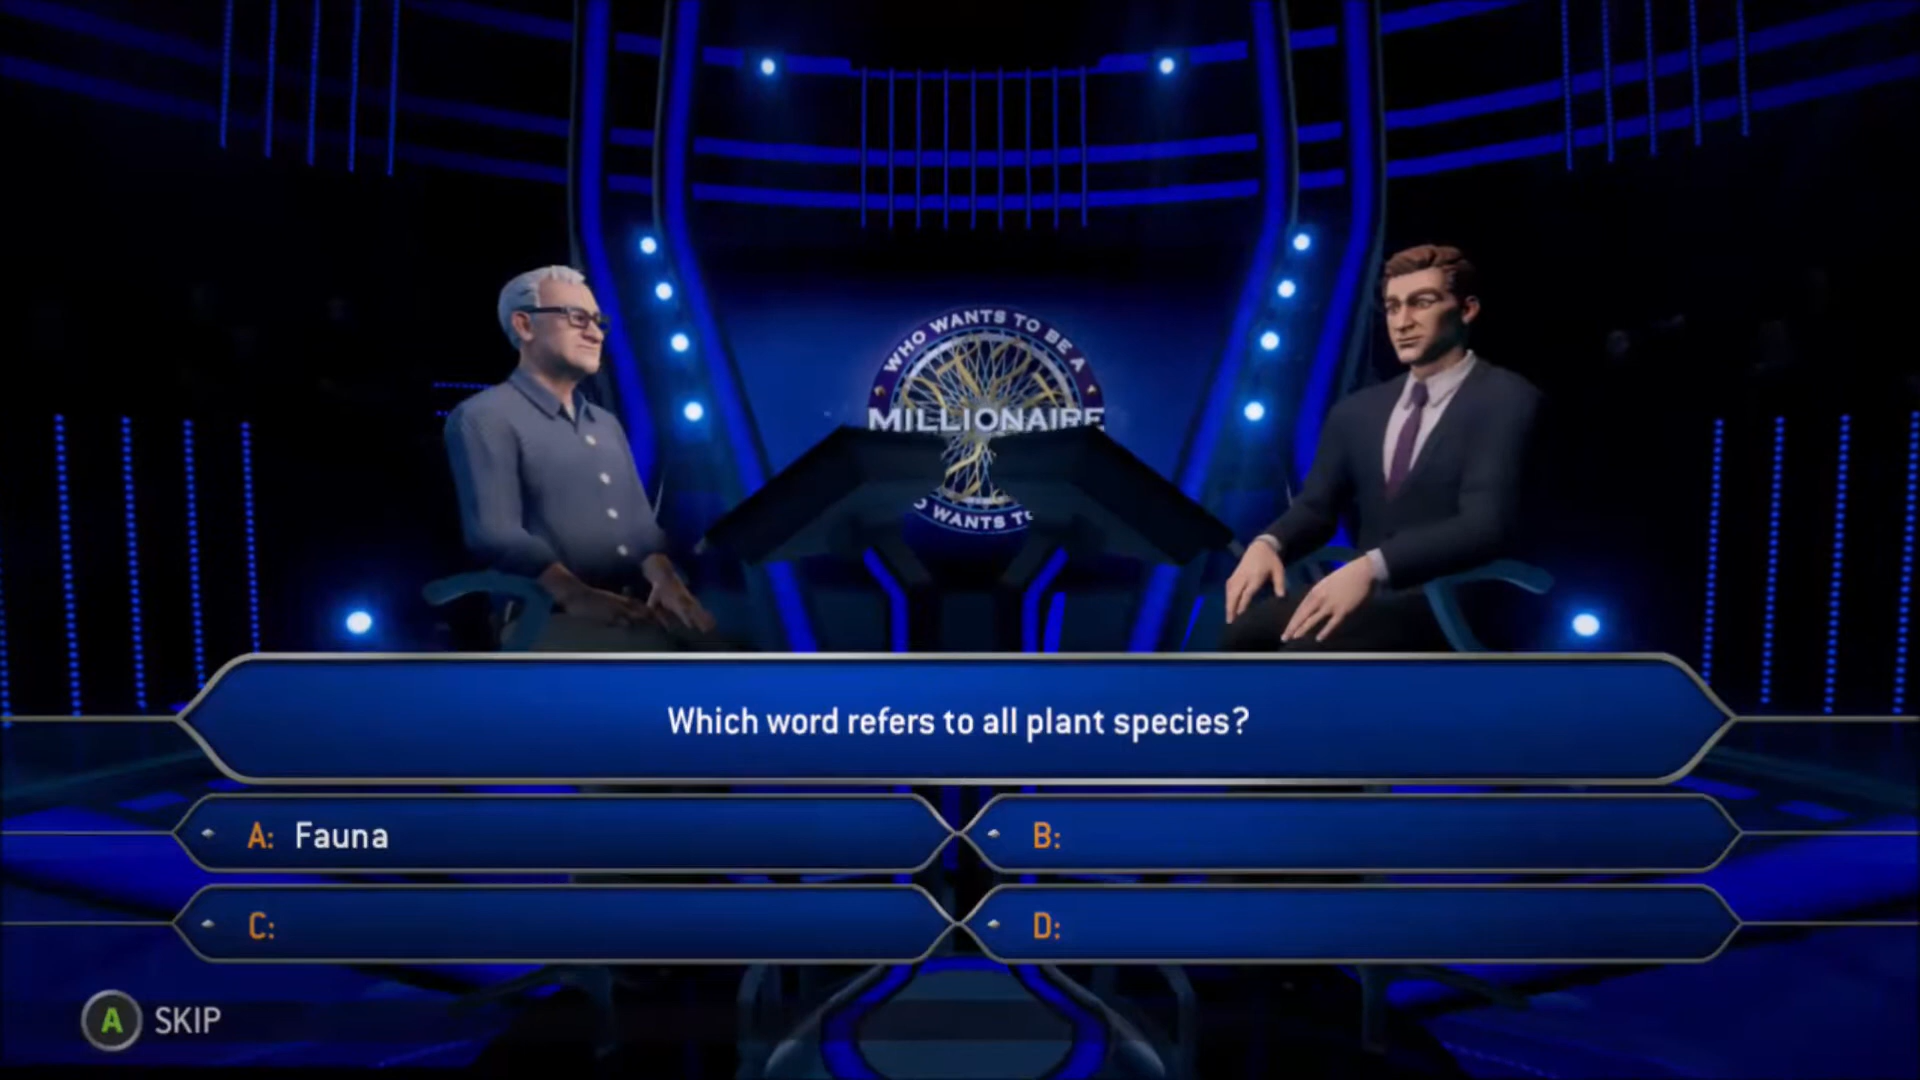 WHO WANTS TO BE A
MILLIONAIRE
WANTS
Which word refers to all plant species?
A: Fauna
B:
C:
D:
A SKIP